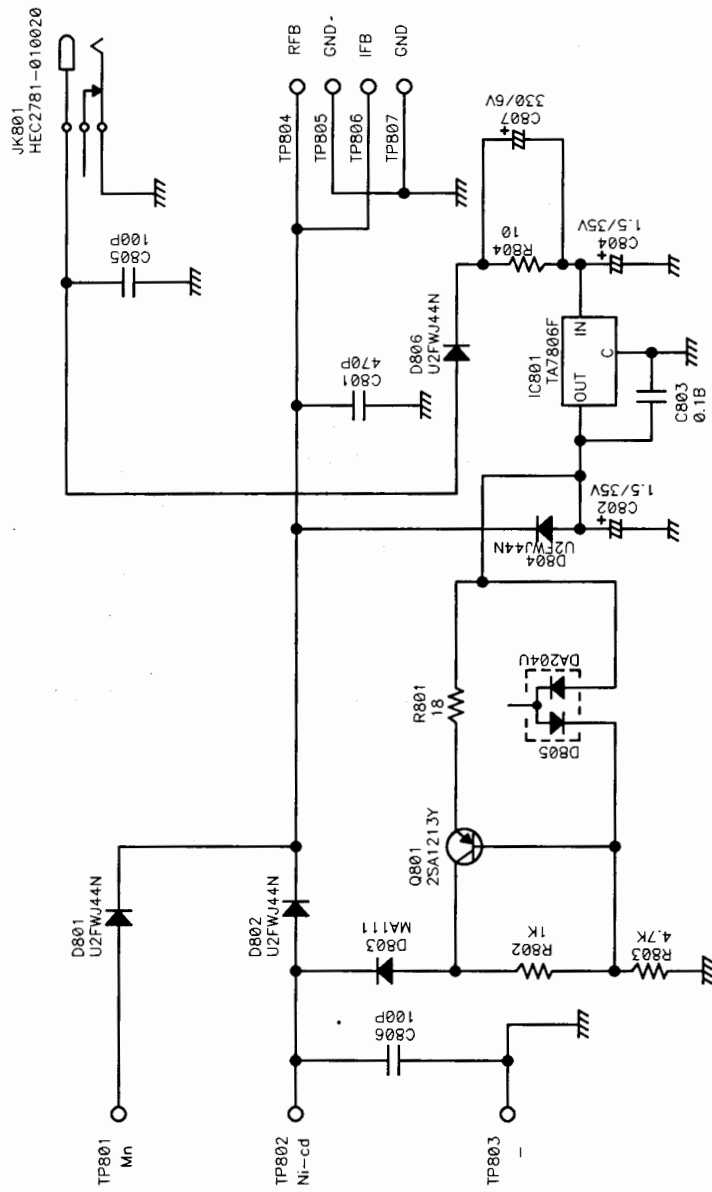 JK801
HEC2781-010020
C805
100P
RFB
GND-
IFB
GND
TP804
TP805
TP806
TP807
C807
330/6V
+
R804
10
C804
1.5/35V
+
D806
U2FWJ44N
C801
470P
IC801
TA7806F
IN
OUT
C
C803
0.1B
C802
1.5/35V
+
D804
U2FWJ44N
R801
18
DA204U
D805
Q801
2SA1213Y
D801
U2FWJ44N
D802
U2FWJ44N
D803
MA111
R802
1K
R803
4.7K
C806
100P
TP801
Mn
TP802
Ni-cd
TP803
-